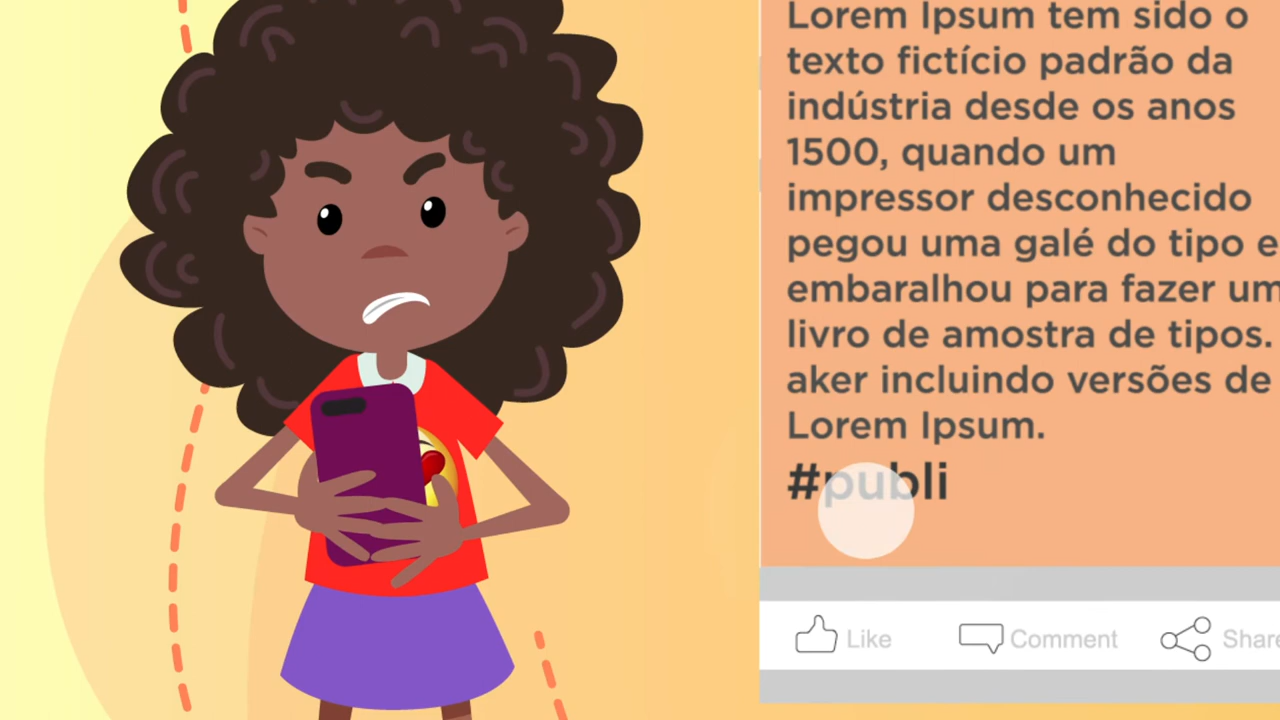 Lorem Ipsum tem sido o
texto fictício padrão da
indústria desde os anos
1500, quando um
impressor desconhecido
pegou uma galé do tipo e
embaralhou para fazer um
livro de amostra de tipos.
aker incluindo versões de
Lorem Ipsum.
#publi
Like Comment Share